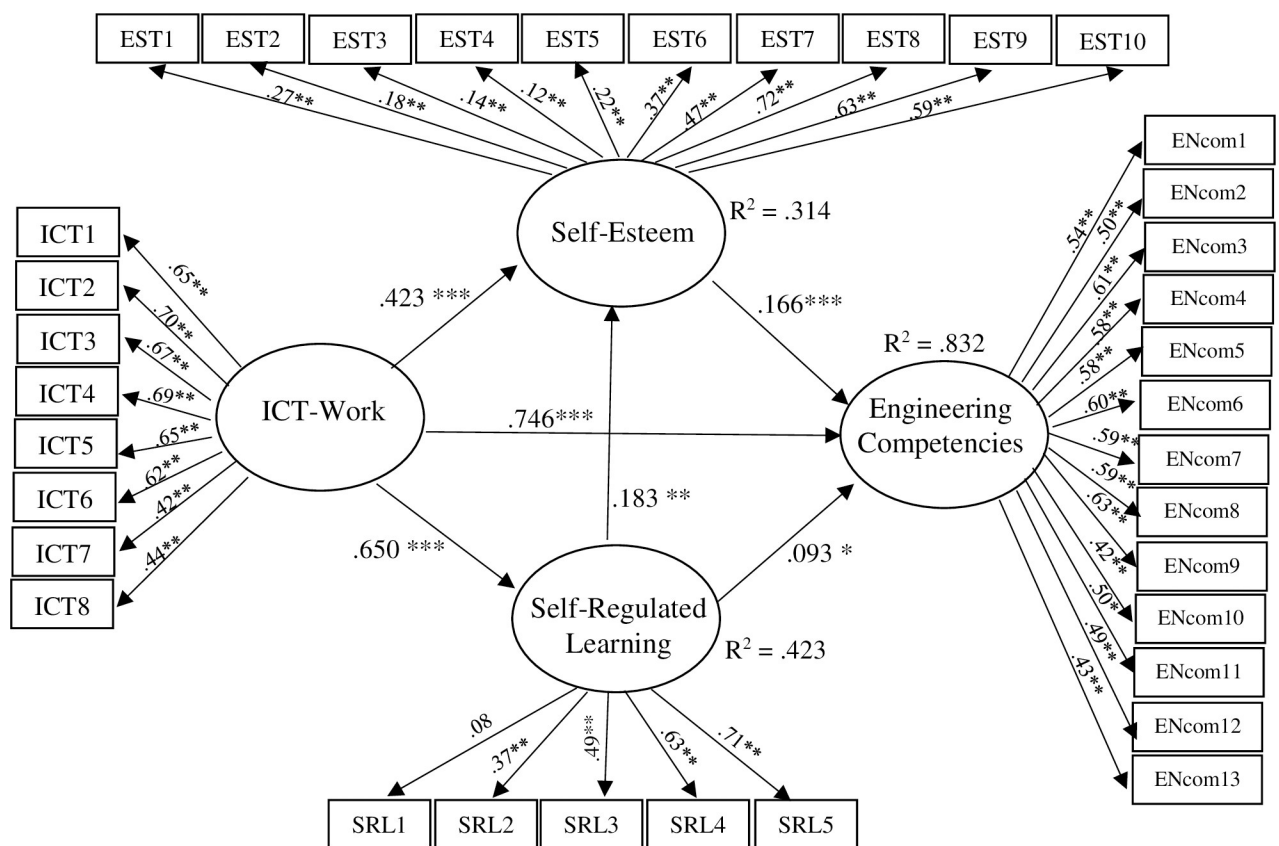 EST1 EST2 EST3 EST4 EST5 EST6 EST7 EST8 EST9 EST10
.27** .18** .14** .12** .22** .37** .47** .72** .63** .59**
Self-Esteem
R² = .314
ICT1
ICT2
ICT3
ICT4
ICT5
ICT6
ICT7
ICT8
.65**
.70**
.67**
.69**
.65**
.62**
.42**
.44**
ICT-Work
.423 ***
.746***
.650 ***
.183 **
.166***
.093 *
R² = .832
Engineering
Competencies
.54**
.50**
.61**
.58**
.58**
.60**
.59**
.59**
.63**
.42**
.50*
.49**
.43**
ENcom1
ENcom2
ENcom3
ENcom4
ENcom5
ENcom6
ENcom7
ENcom8
ENcom9
ENcom10
ENcom11
ENcom12
ENcom13
Self-Regulated
Learning
R² = .423
.08 .37** .49** .63** .71**
SRL1 SRL2 SRL3 SRL4 SRL5